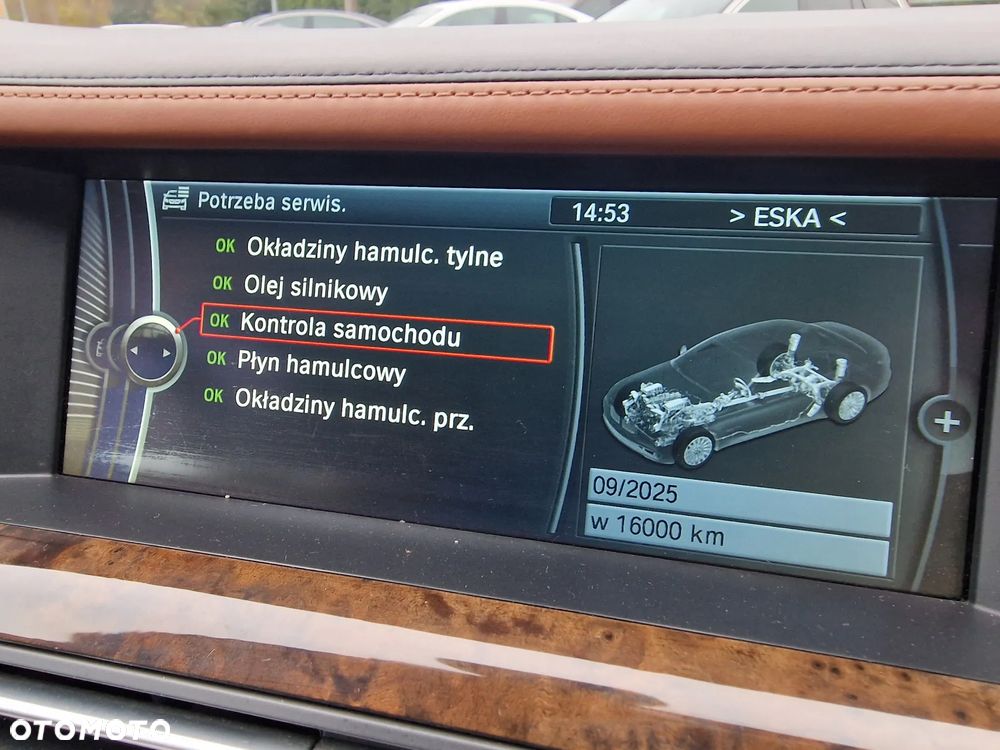 Potrzeba serwis.
14:53 > ESKA <
OK Okładziny hamulc. tylne
OK Olej silnikowy
OK Kontrola samochodu
OK Płyn hamulcowy
OK Okładziny hamulc. prz.
09/2025
w 16000 km
OTOMOTO